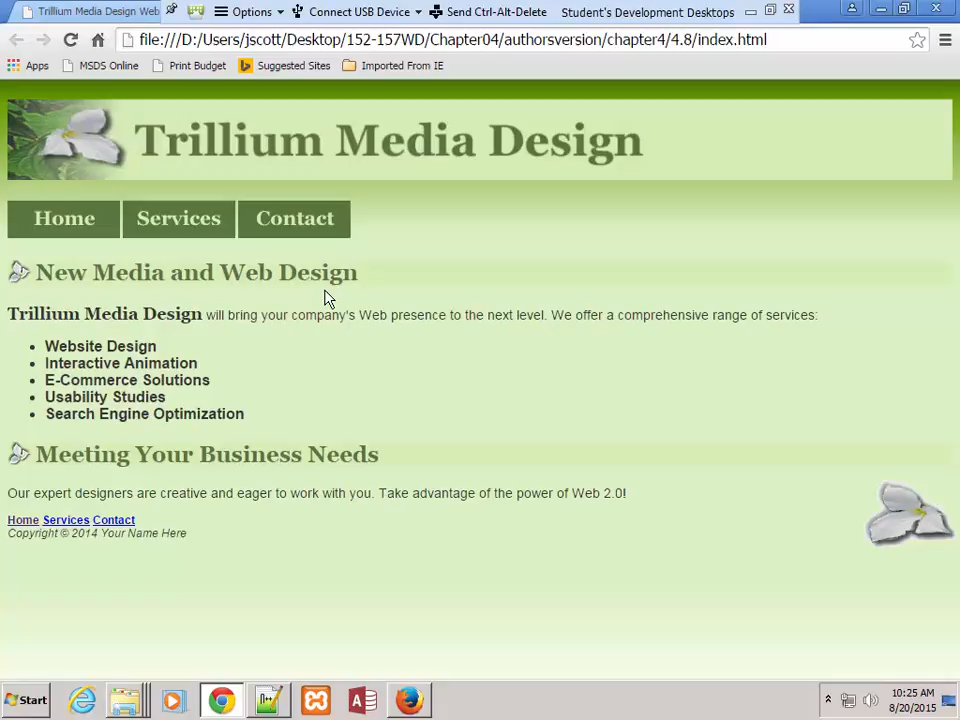 Trillium Media Design Web
Options
Connect USB Device
Send Ctrl-Alt-Delete
Student's Development Desktops
file:///D:/Users/jscott/Desktop/152-157WD/Chapter04/authorsversion/chapter4/4.8/index.html
Apps
MSDS Online
Print Budget
Suggested Sites
Imported From IE
Trillium Media Design
Home
Services
Contact
New Media and Web Design
Trillium Media Design will bring your company's Web presence to the next level. We offer a comprehensive range of services:
• Website Design
• Interactive Animation
• E-Commerce Solutions
• Usability Studies
• Search Engine Optimization
Meeting Your Business Needs
Our expert designers are creative and eager to work with you. Take advantage of the power of Web 2.0!
Home Services Contact
Copyright © 2014 Your Name Here
Start
10:25 AM
8/20/2015